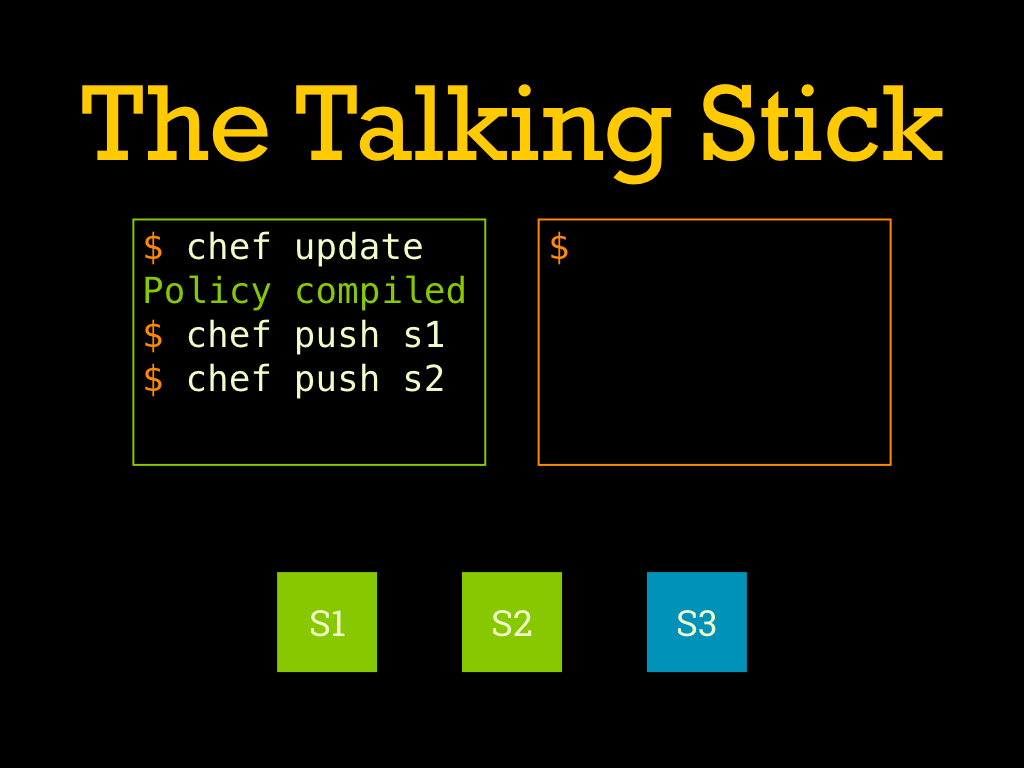 The Talking Stick
$ chef update
Policy compiled
$ chef push s1
$ chef push s2
$
S1
S2
S3